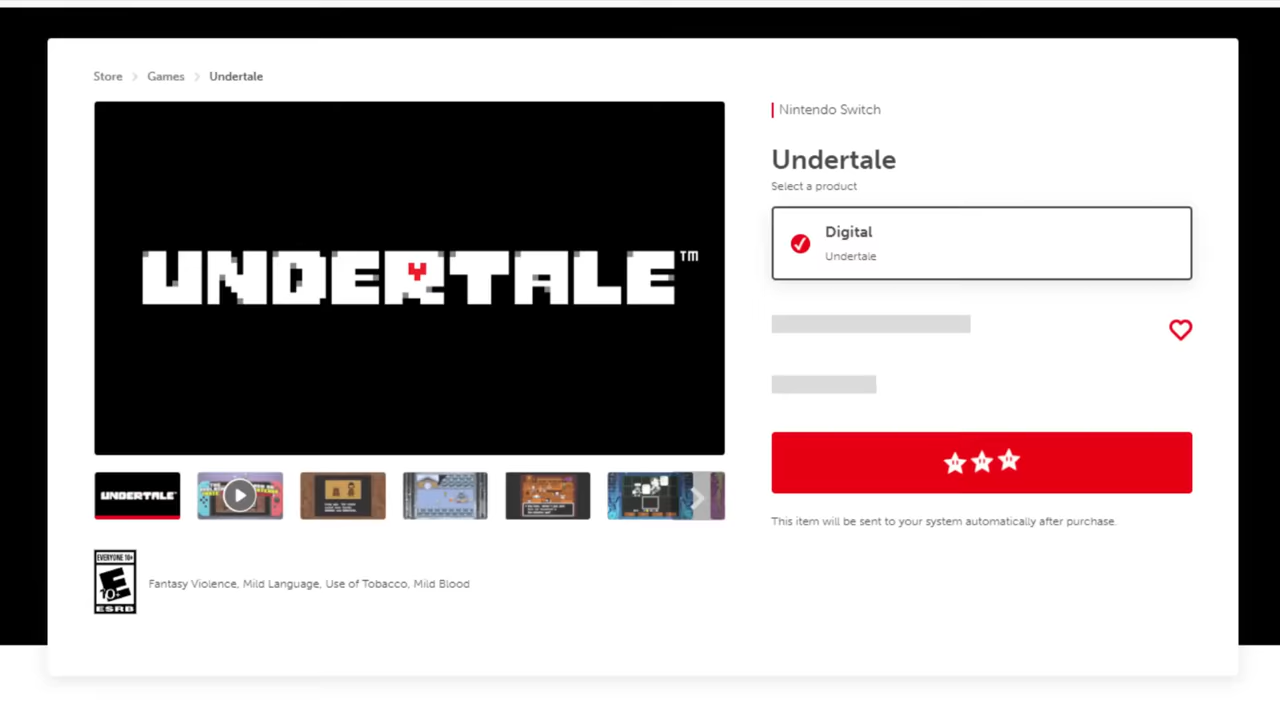 Store > Games > Undertale
UNDERTALE™
Nintendo Switch
Undertale
Select a product
Digital
Undertale
This item will be sent to your system automatically after purchase.
UNDERTALE
EVERYONE 10+
E
10+
ESRB
Fantasy Violence, Mild Language, Use of Tobacco, Mild Blood